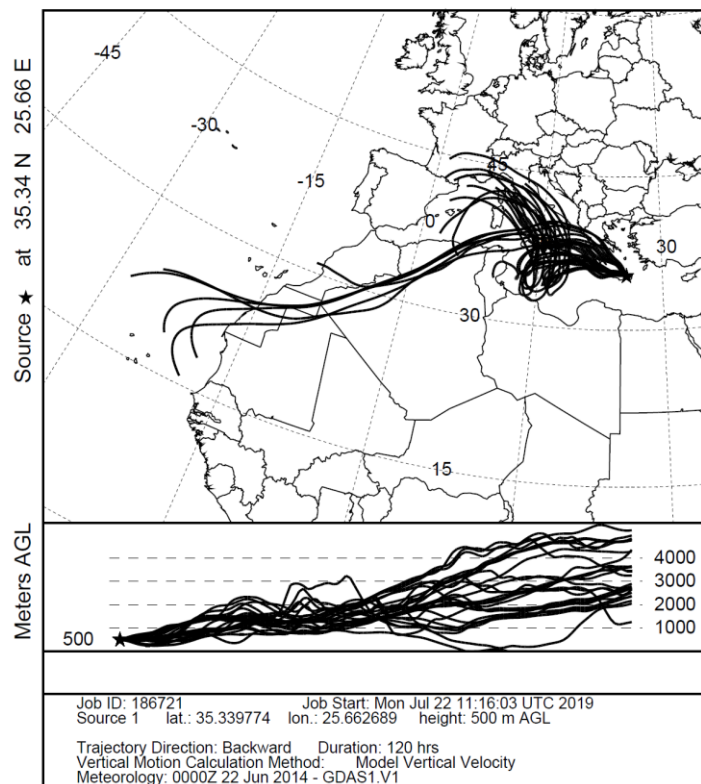 Source ★ at 35.34 N 25.66 E
-45
-30
-15
45
0
30
30
15
Meters AGL
4000
3000
2000
500
1000
Job ID: 186721 Job Start: Mon Jul 22 11:16:03 UTC 2019
Source 1 lat.: 35.339774 lon.: 25.662689 height: 500 m AGL
Trajectory Direction: Backward Duration: 120 hrs
Vertical Motion Calculation Method: Model Vertical Velocity
Meteorology: 0000Z 22 Jun 2014 - GDAS1.V1